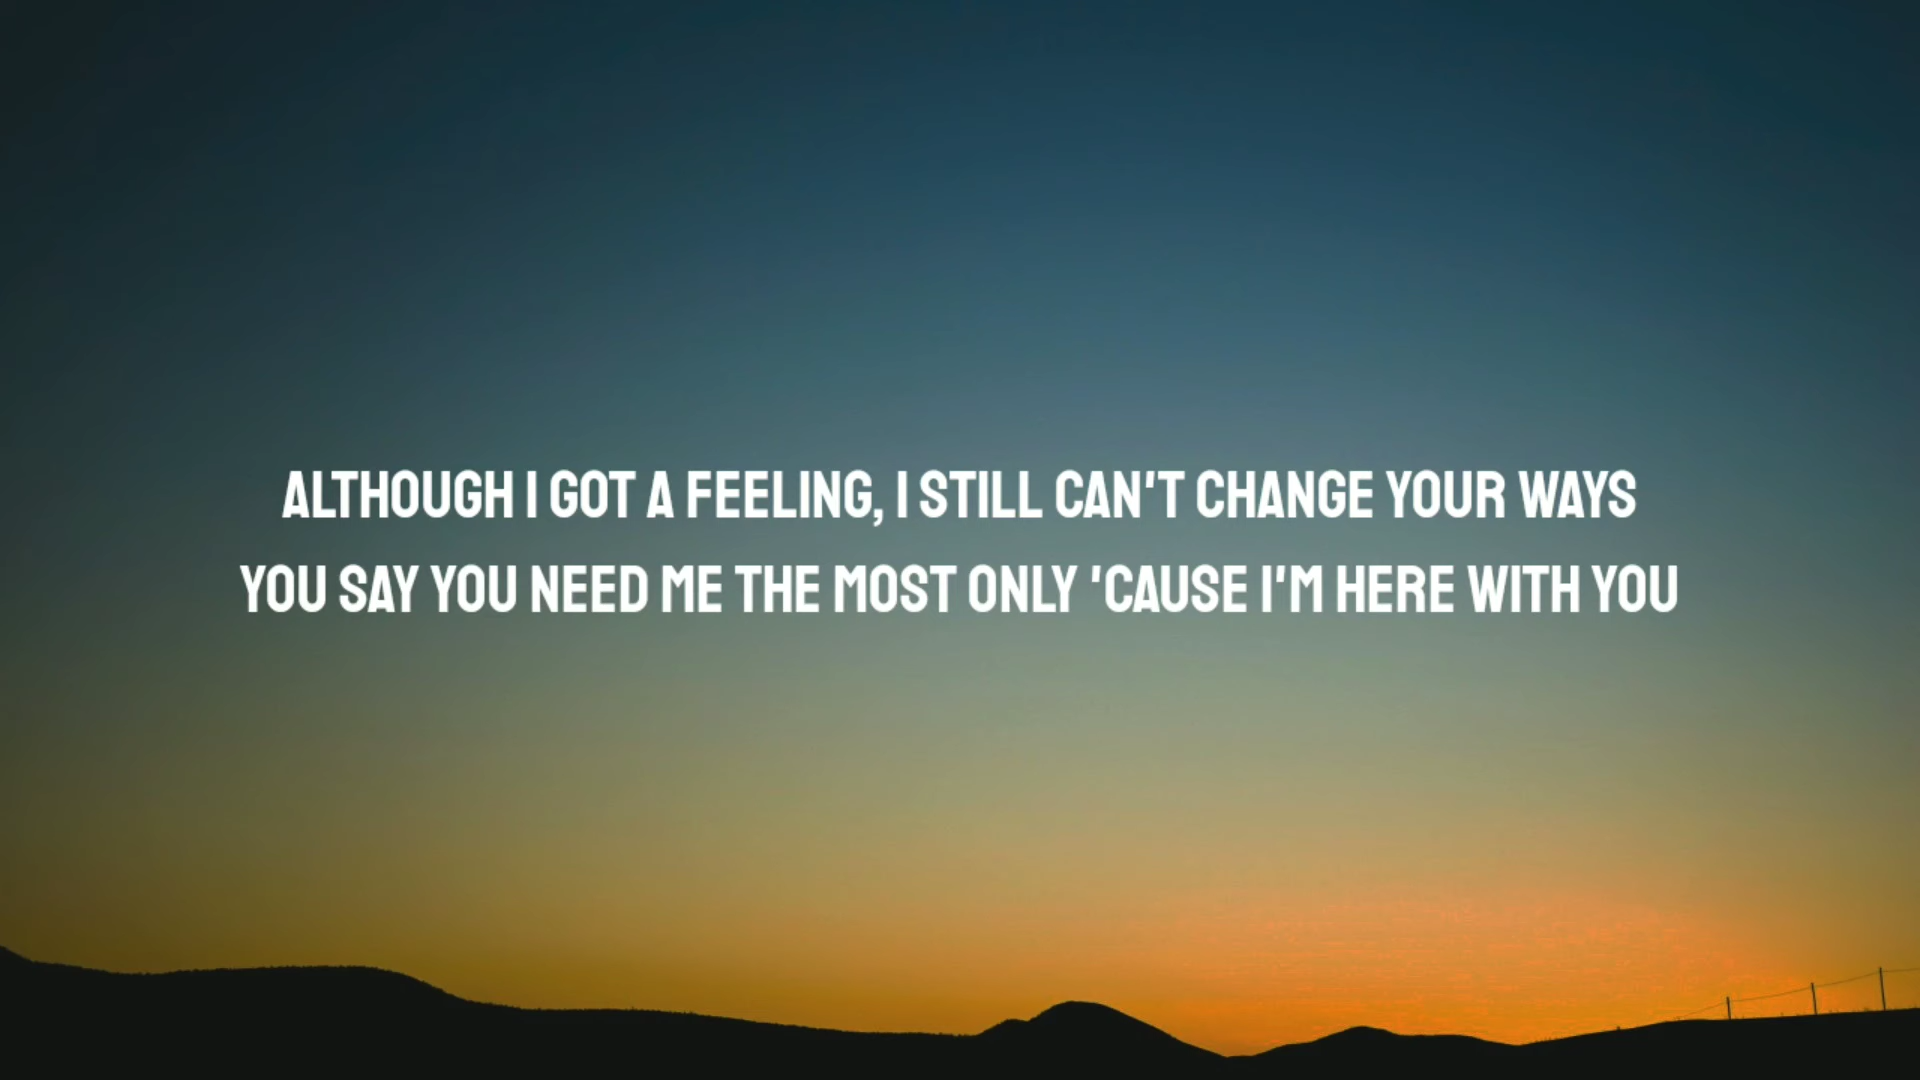 ALTHOUGH I GOT A FEELING, I STILL CAN'T CHANGE YOUR WAYS
YOU SAY YOU NEED ME THE MOST ONLY 'CAUSE I'M HERE WITH YOU